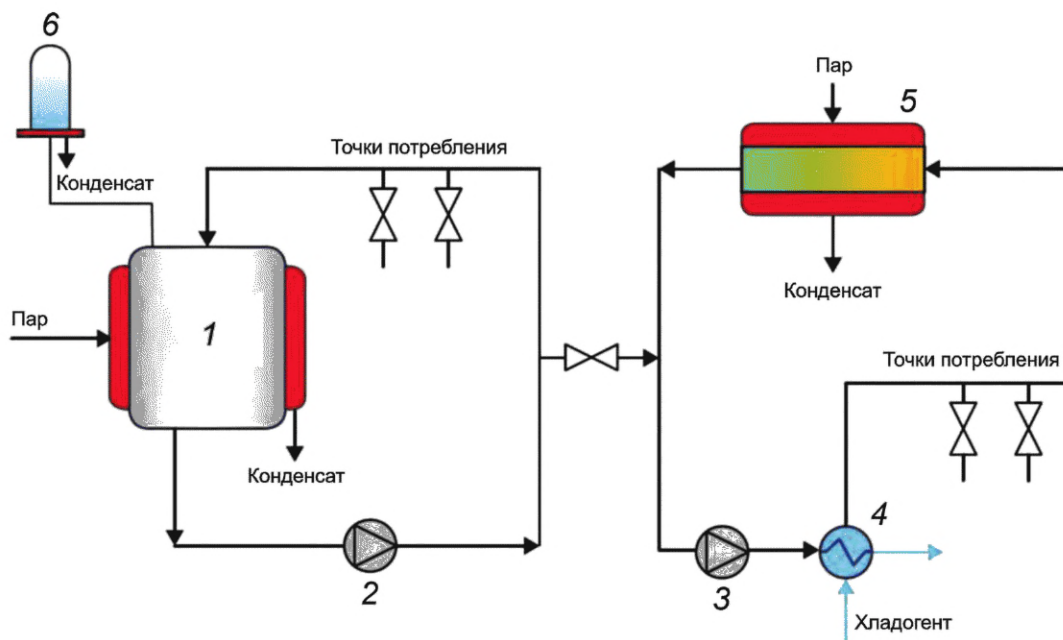 6
Пар
5
Точки потребления
Конденсат
1
Пар
Конденсат
Точки потребления
Конденсат
4
2
3
Хладогент